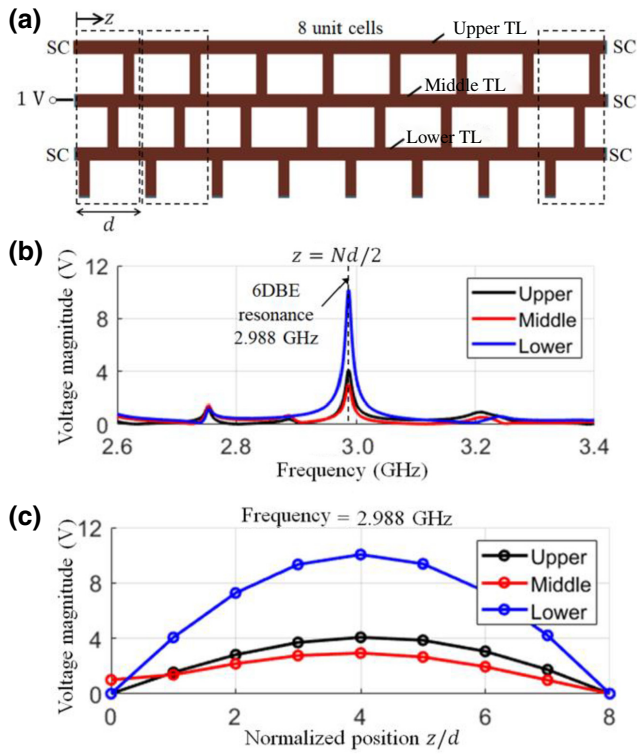 (a)
z
8 unit cells
Upper TL
SC
SC
Middle TL
1 V
Lower TL
SC
SC
d
(b)
z = Nd/2
Voltage magnitude (V)
12
8
4
0
6DBE
resonance
2.988 GHz
Upper
Middle
Lower
2.6 2.8 3.0 3.2 3.4
Frequency (GHz)
(c)
Frequency = 2.988 GHz
Voltage magnitude (V)
12
8
4
0
Upper
Middle
Lower
0 2 4 6 8
Normalized position z/d